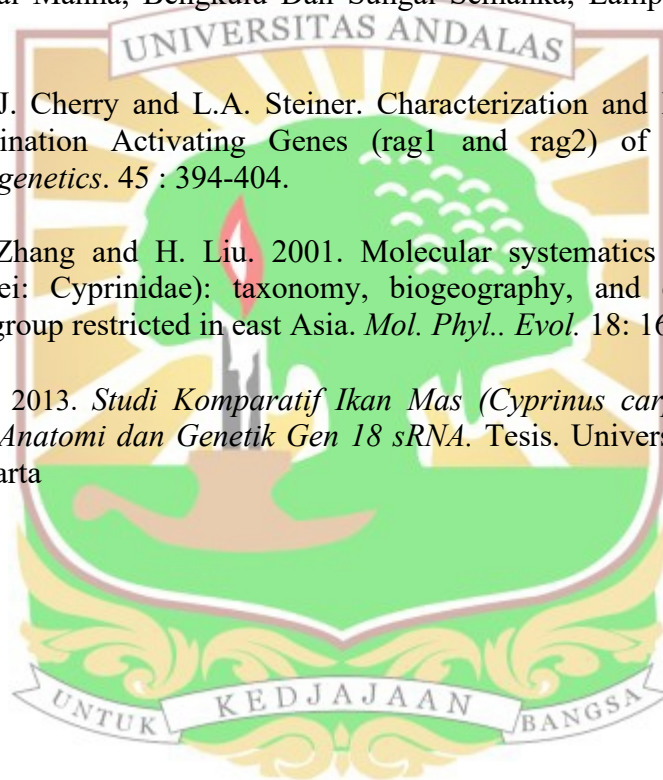 Manna, Bengkulu Dan Sungai Semanka, Lamp
UNIVERSITAS ANDALAS
J. Cherry and L.A. Steiner. Characterization and
ination Activating Genes (rag1 and rag2) of
genetics. 45 : 394-404.
Zhang and H. Liu. 2001. Molecular systematics
ei: Cyprinidae): taxonomy, biogeography, and
group restricted in east Asia. Mol. Phyl.. Evol. 18: 16
2013. Studi Komparatif Ikan Mas (Cyprinus car
Anatomi dan Genetik Gen 18 sRNA. Tesis. Univers
arta
UNTUK KEDJAJAAN BANGSA